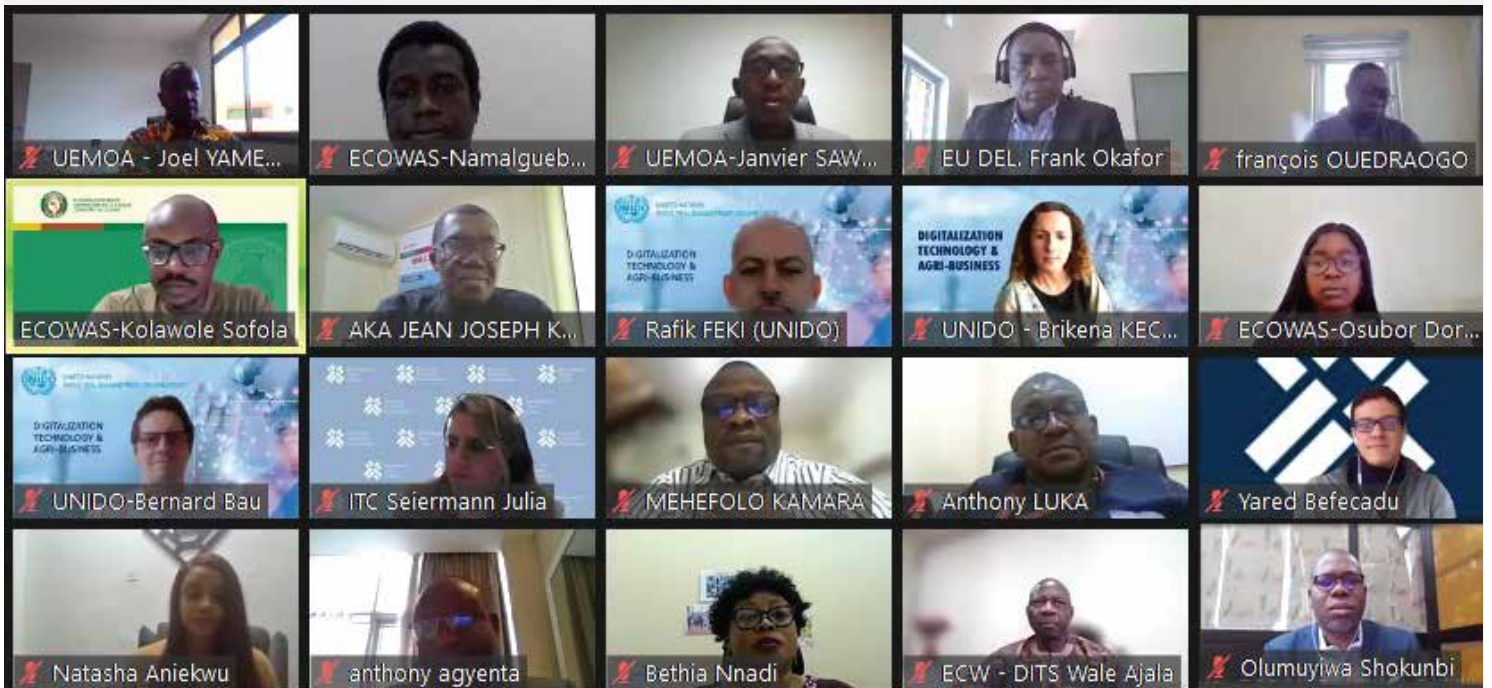 UEMOA - Joel YAME...
ECOWAS-Namalgueb...
UEMOA-Janvier SAW...
EU DEL. Frank Okafor
françois OUEDRAOGO
ECOWAS-Kolawole Sofola
AKA JEAN JOSEPH K...
DIGITALIZATION
TECHNOLOGY &
AGRI-BUSINESS
Rafik FEKI (UNIDO)
DIGITALIZATION
TECHNOLOGY &
AGRI-BUSINESS
UNIDO - Brikena KEC...
ECOWAS-Osubor Dor...
DIGITALIZATION
TECHNOLOGY &
AGRI-BUSINESS
UNIDO-Bernard Bau
ITC Seiermann Julia
MEHEFOLO KAMARA
Anthony LUKA
Yared Befecadu
Natasha Aniekwu
anthony agyenta
Bethia Nnadi
ECW - DITS Wale Ajala
Olumuyiwa Shokunbi